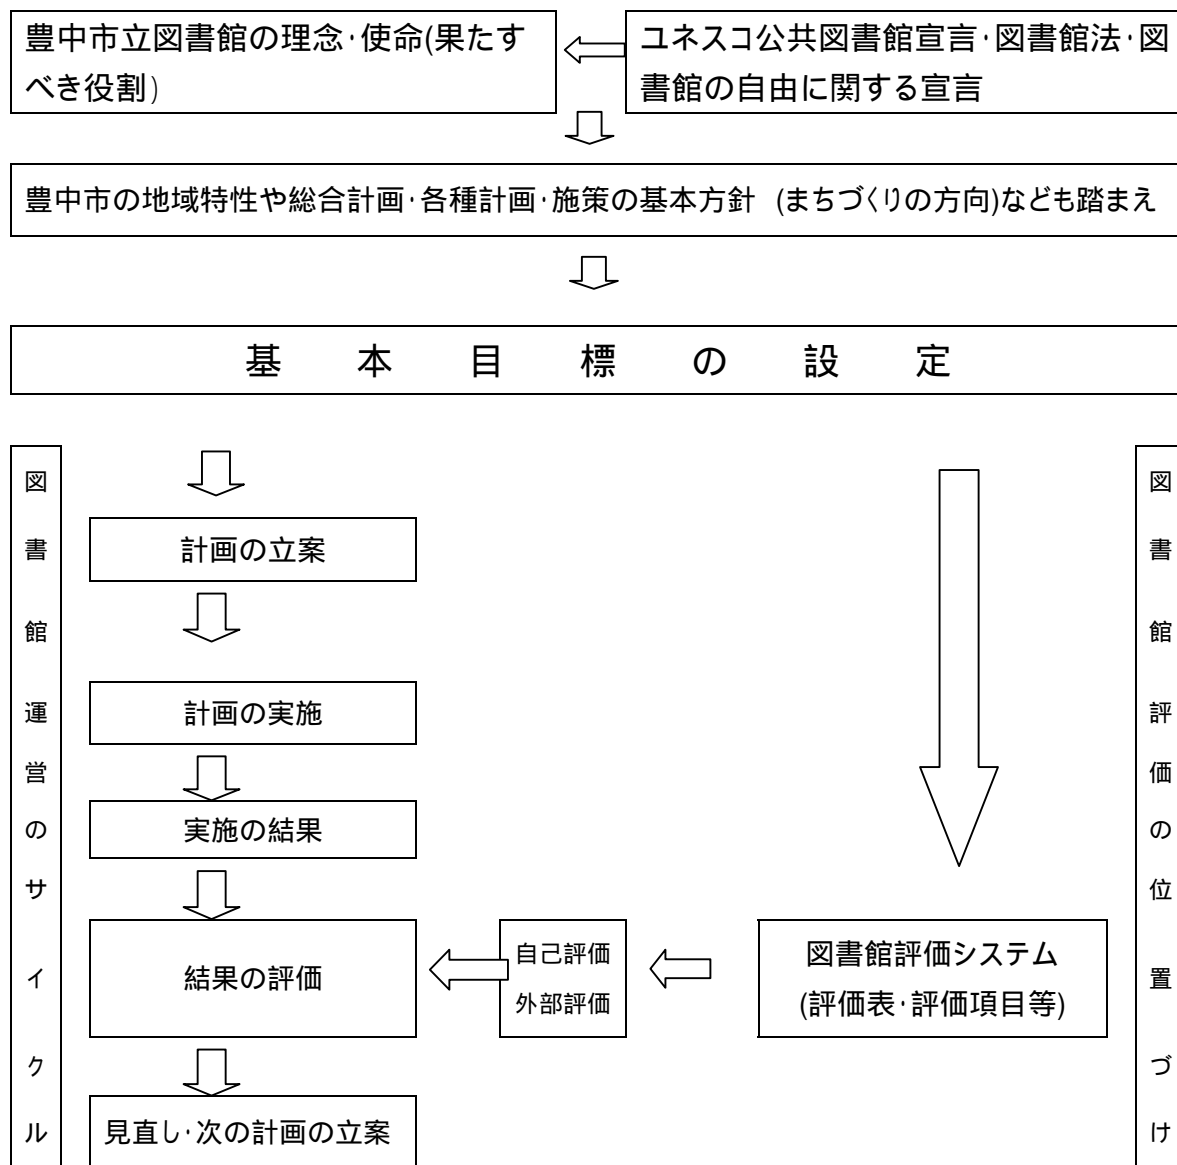 豊中市立図書館の理念・使命(果たす
べき役割)
ユネスコ公共図書館宣言・図書館法・図
書館の自由に関する宣言
豊中市の地域特性や総合計画・各種計画・施策の基本方針 (まちづくりの方向)なども踏まえ
基本目標の設定
図書館運営のサイクル
計画の立案
計画の実施
実施の結果
結果の評価
見直し・次の計画の立案
自己評価
外部評価
図書館評価システム
(評価表・評価項目等)
図書館評価の位置づけ